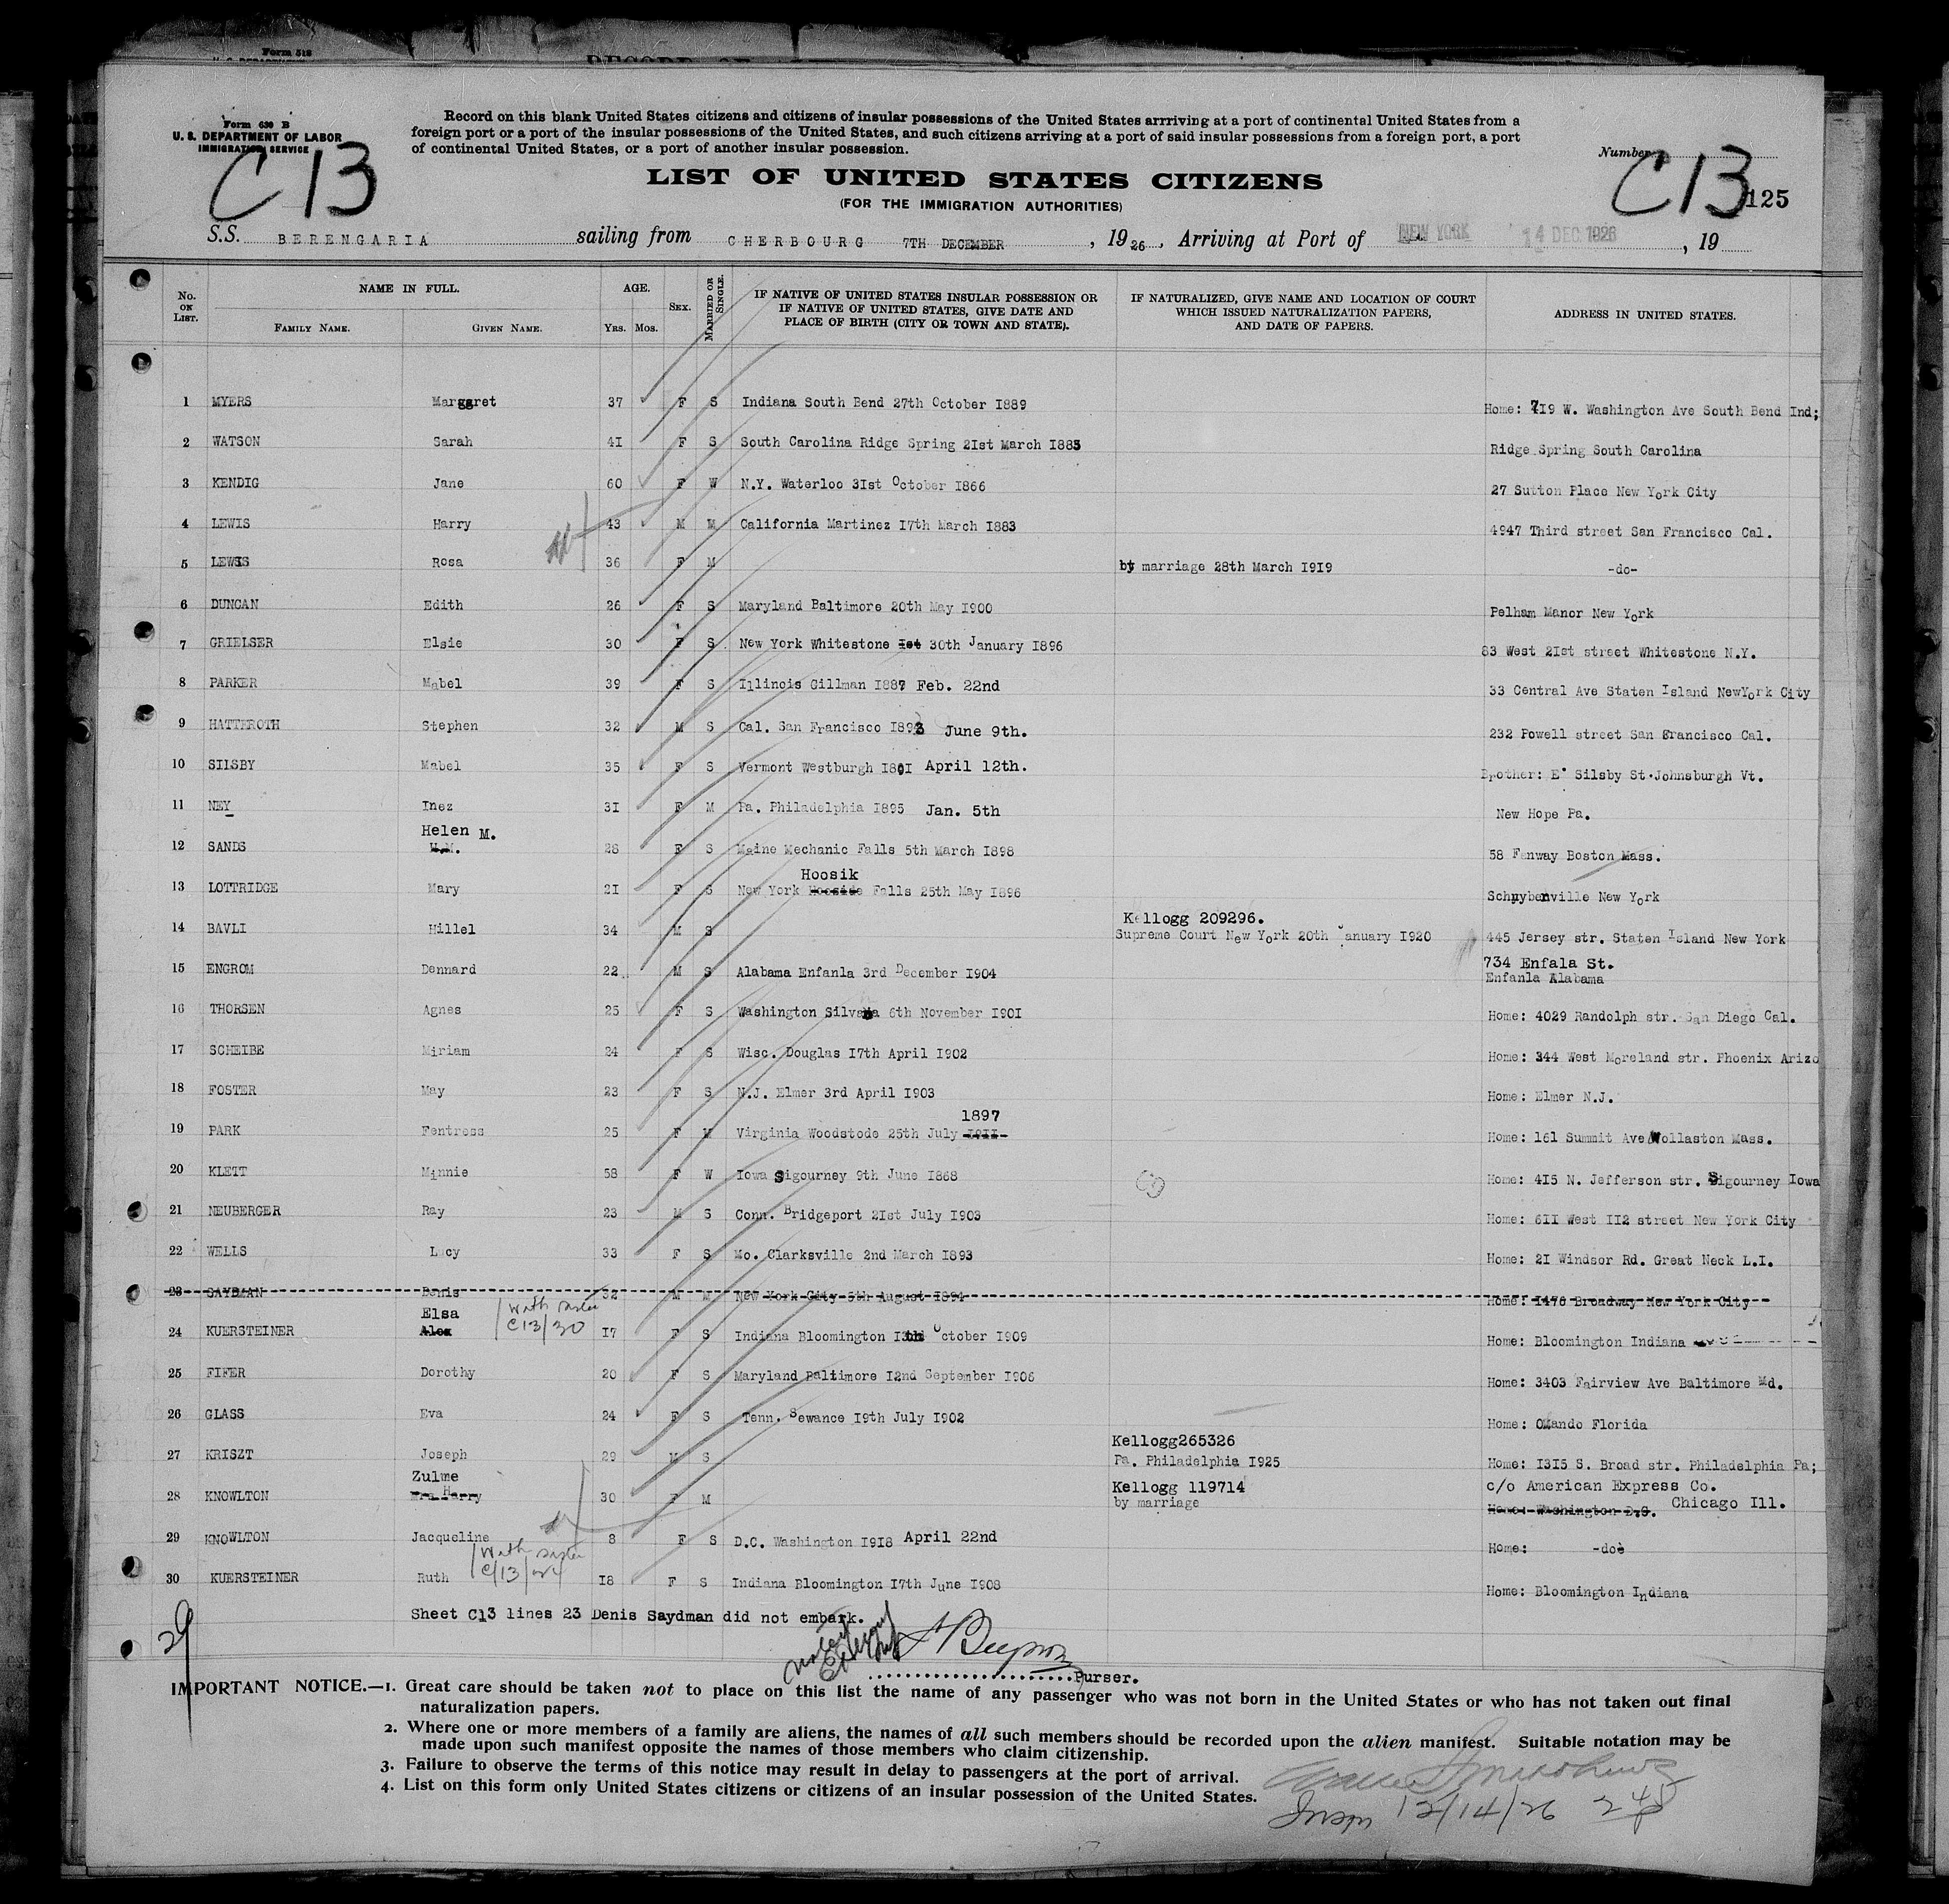 Form 630 B
U. S. DEPARTMENT OF LABOR
IMMIGRATION SERVICE
C13
Record on this blank United States citizens and citizens of insular possessions of the United States arrriving at a port of continental United States from a
foreign port or a port of the insular possessions of the United States, and such citizens arriving at a port of said insular possessions from a foreign port, a port
of continental United States, or a port of another insular possession.
Number
C13
125
LIST OF UNITED STATES CITIZENS
(FOR THE IMMIGRATION AUTHORITIES)
S.S. BERENGARIA sailing from CHERBOURG 7TH DECEMBER, 1926, Arriving at Port of NEW YORK 14 DEC 1926, 19
No. ON LIST. NAME IN FULL. FAMILY NAME. GIVEN NAME. AGE. YRS. MOS. SEX. MARRIED OR SINGLE. IF NATIVE OF UNITED STATES INSULAR POSSESSION OR IF NATIVE OF UNITED STATES, GIVE DATE AND PLACE OF BIRTH (CITY OR TOWN AND STATE). IF NATURALIZED, GIVE NAME AND LOCATION OF COURT WHICH ISSUED NATURALIZATION PAPERS, AND DATE OF PAPERS. ADDRESS IN UNITED STATES.
1 MYERS Margaret 37 F S Indiana South Bend 27th October 1889 Home: 719 W. Washington Ave South Bend Ind;
2 WATSON Sarah 41 F S South Carolina Ridge Spring 21st March 1885 Ridge Spring South Carolina
3 KENDIG Jane 60 F W N.Y. Waterloo 31st October 1866 27 Sutton Place New York City
4 LEWIS Harry 43 M M California Martinez 17th March 1883 4947 Third street San Francisco Cal.
5 LEWIS Rosa 36 F M by marriage 28th March 1919 -do-
6 DUNCAN Edith 26 F S Maryland Baltimore 20th May 1900 Pelham Manor New York
7 GRIELSER Elsie 30 F S New York Whitestone 1st 30th January 1896 83 West 21st street Whitestone N.Y.
8 PARKER Mabel 39 F S Illinois Gillman 1887 Feb. 22nd 33 Central Ave Staten Island NewYork City
9 HATTEROTH Stephen 32 M S Cal. San Francisco 1893 June 9th. 232 Powell street San Francisco Cal.
10 SILSBY Mabel 35 F S Vermont Westburgh 1891 April 12th. Brother: E. Silsby St.Johnsburgh Vt.
11 NEY Inez 31 F M Pa. Philadelphia 1895 Jan. 5th New Hope Pa.
Helen M.
12 SANDS H.M. 28 F S Maine Mechanic Falls 5th March 1898 58 Fenway Boston Mass.
Hoosik
13 LOTTRIDGE Mary 21 F S New York Hooside Falls 25th May 1896 Schuyberville New York
Kellogg 209296.
14 BAVLI Hillel 34 M S Supreme Court New York 20th January 1920 445 Jersey str. Staten Island New York
734 Enfala St.
15 ENGROM Dennard 22 M S Alabama Enfanla 3rd December 1904 Enfanla Alabama
16 THORSEN Agnes 25 F S Washington Silvana 6th November 1901 Home: 4029 Randolph str. San Diego Cal.
17 SCHEIBE Miriam 24 F S Wisc. Douglas 17th April 1902 Home: 344 West Moreland str. Phoenix Arizo
18 FOSTER May 23 F S N.J. Elmer 3rd April 1903 Home: Elmer N.J.
1897
19 PARK Fentress 25 F M Virginia Woodstode 25th July 1911 Home: 161 Summit Ave Wollaston Mass.
20 KLETT Minnie 58 F W Iowa Sigourney 9th June 1868 Home: 415 N. Jefferson str. Sigourney Iowa
21 NEUBERGER Ray 23 M S Conn. Bridgeport 21st July 1903 Home: 611 West 112 street New York City
22 WELLS Lucy 33 F S Mo. Clarksville 2nd March 1893 Home: 21 Windsor Rd. Great Neck L.I.
23 SAYDMAN Denis 32 M M New York City 5th August 1894 Home: 1476 Broadway New York City
Elsa With sister C13/30
24 KUERSTEINER Alex 17 F S Indiana Bloomington 13th October 1909 Home: Bloomington Indiana
25 FIFER Dorothy 20 F S Maryland Baltimore 12nd September 1906 Home: 3403 Fairview Ave Baltimore Md.
26 GLASS Eva 24 F S Tenn. Sewance 19th July 1902 Home: Orlando Florida
Kellogg265326
27 KRISZT Joseph 29 M S Pa. Philadelphia 1925 Home: 1315 S. Broad str. Philadelphia Pa;
Zulme Kellogg 119714 c/o American Express Co.
28 KNOWLTON Mrs Harry 30 F M by marriage Home: Washington D.C. Chicago Ill.
29 KNOWLTON Jacqueline 8 F S D.C. Washington 1918 April 22nd Home: -do-
With sister C/13/24
30 KUERSTEINER Ruth 18 F S Indiana Bloomington 17th June 1908 Home: Bloomington Indiana
Sheet C13 lines 23 Denis Saydman did not embark.
29
Purser.
IMPORTANT NOTICE.—1. Great care should be taken not to place on this list the name of any passenger who was not born in the United States or who has not taken out final
naturalization papers.
2. Where one or more members of a family are aliens, the names of all such members should be recorded upon the alien manifest. Suitable notation may be
made upon such manifest opposite the names of those members who claim citizenship.
3. Failure to observe the terms of this notice may result in delay to passengers at the port of arrival.
4. List on this form only United States citizens or citizens of an insular possession of the United States.
Insp 12/14/26